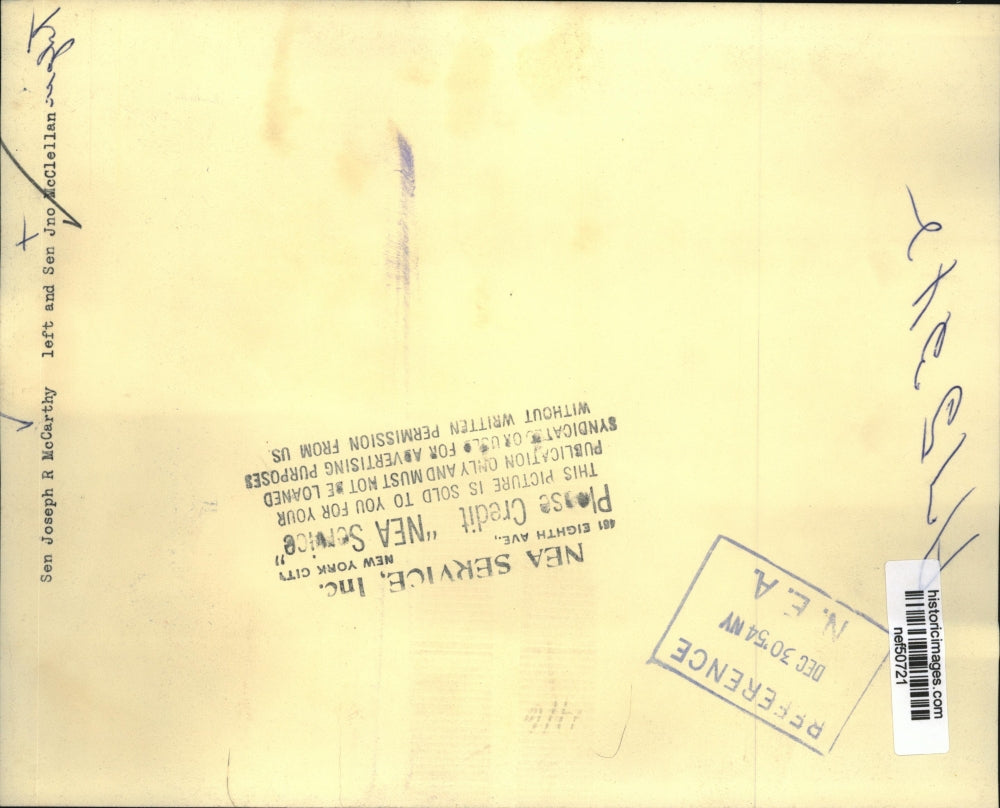 Sen Joseph R McCarthy left and Sen Jno McClellan
NEA SERVICE, Inc.
461 EIGHTH AVE., NEW YORK CITY
Please Credit "NEA Service"
THIS PICTURE IS SOLD TO YOU FOR YOUR
PUBLICATION ONLY AND MUST NOT BE LOANED
SYNDICATED OR USED FOR ADVERTISING PURPOSES
WITHOUT WRITTEN PERMISSION FROM US.
REFERENCE
DEC 30 '54 NY
N. E. A.
historicimages.com
nef50721